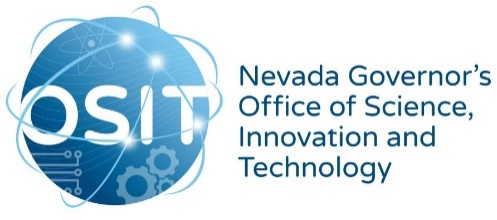 OSIT
Nevada Governor's
Office of Science,
Innovation and
Technology